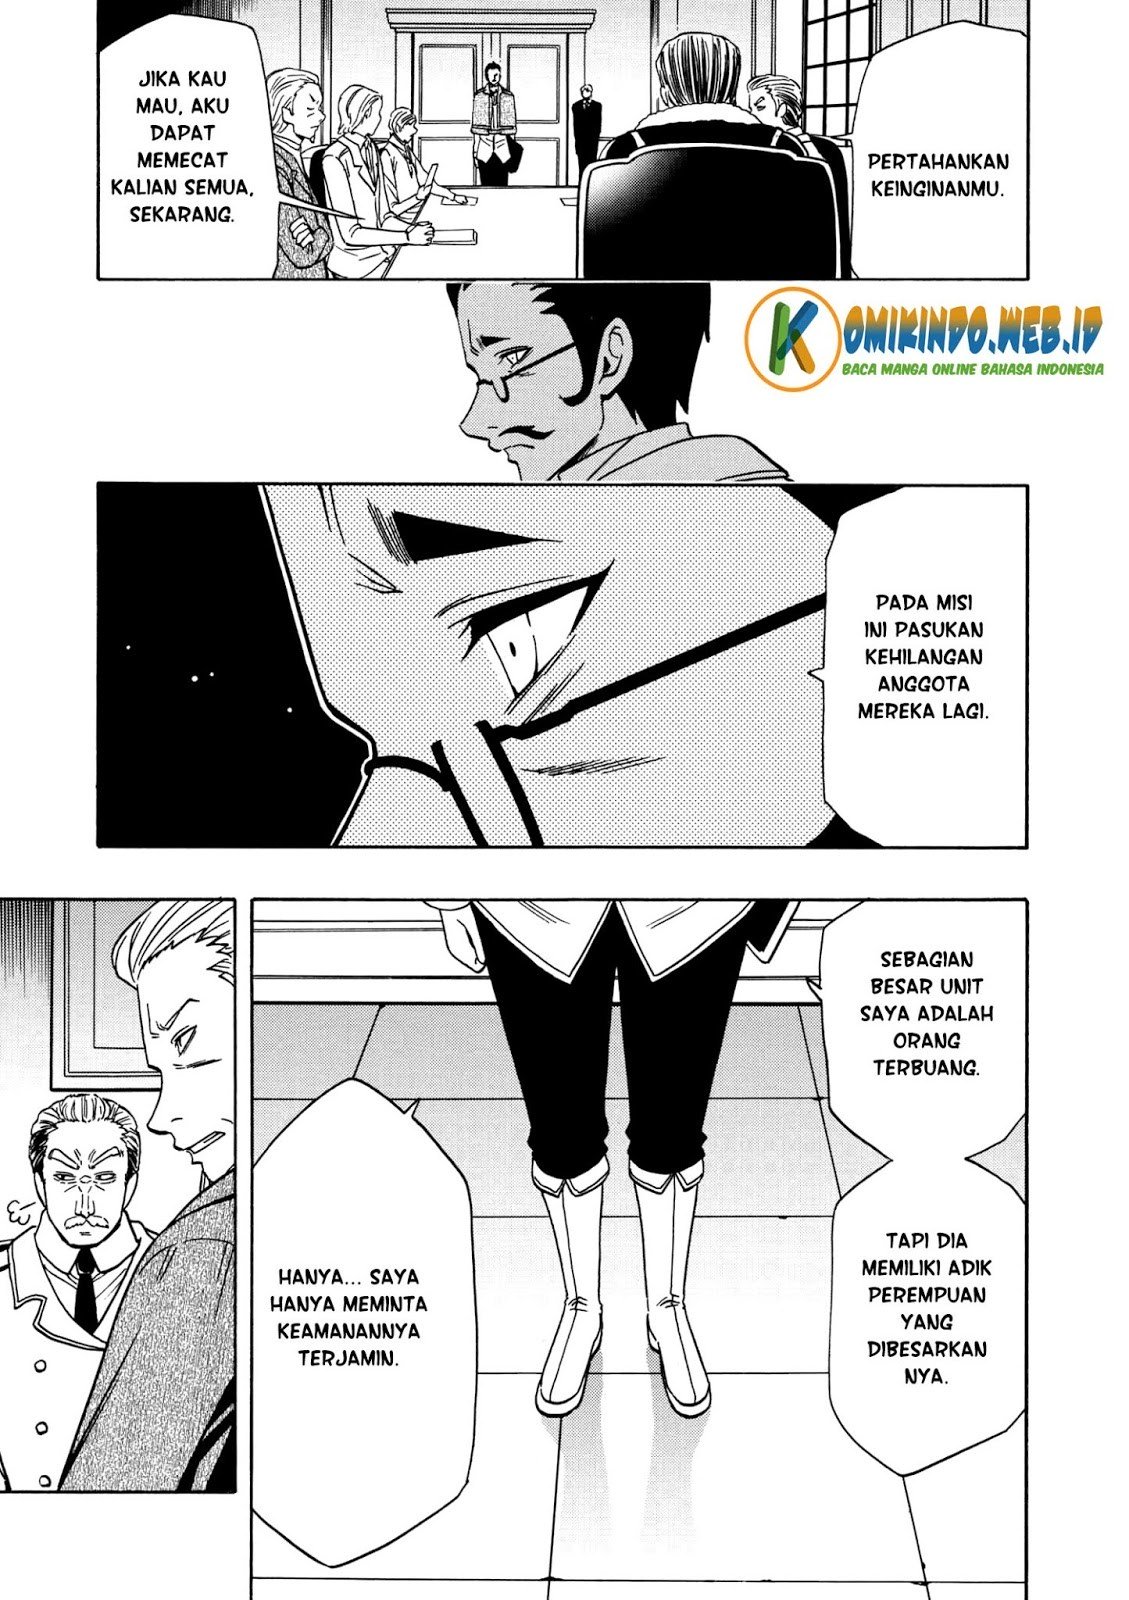 PERTAHANKAN
KEINGINANMU.
JIKA KAU
MAU, AKU
DAPAT
MEMECAT
KALIAN SEMUA,
SEKARANG.
KOMIKINDO.WEB.ID
BACA MANGA ONLINE BAHASA INDONESIA
PADA MISI
INI PASUKAN
KEHILANGAN
ANGGOTA
MEREKA LAGI.
SEBAGIAN
BESAR UNIT
SAYA ADALAH
ORANG
TERBUANG.
TAPI DIA
MEMILIKI ADIK
PEREMPUAN
YANG
DIBESARKAN
NYA.
HANYA... SAYA
HANYA MEMINTA
KEAMANANNYA
TERJAMIN.